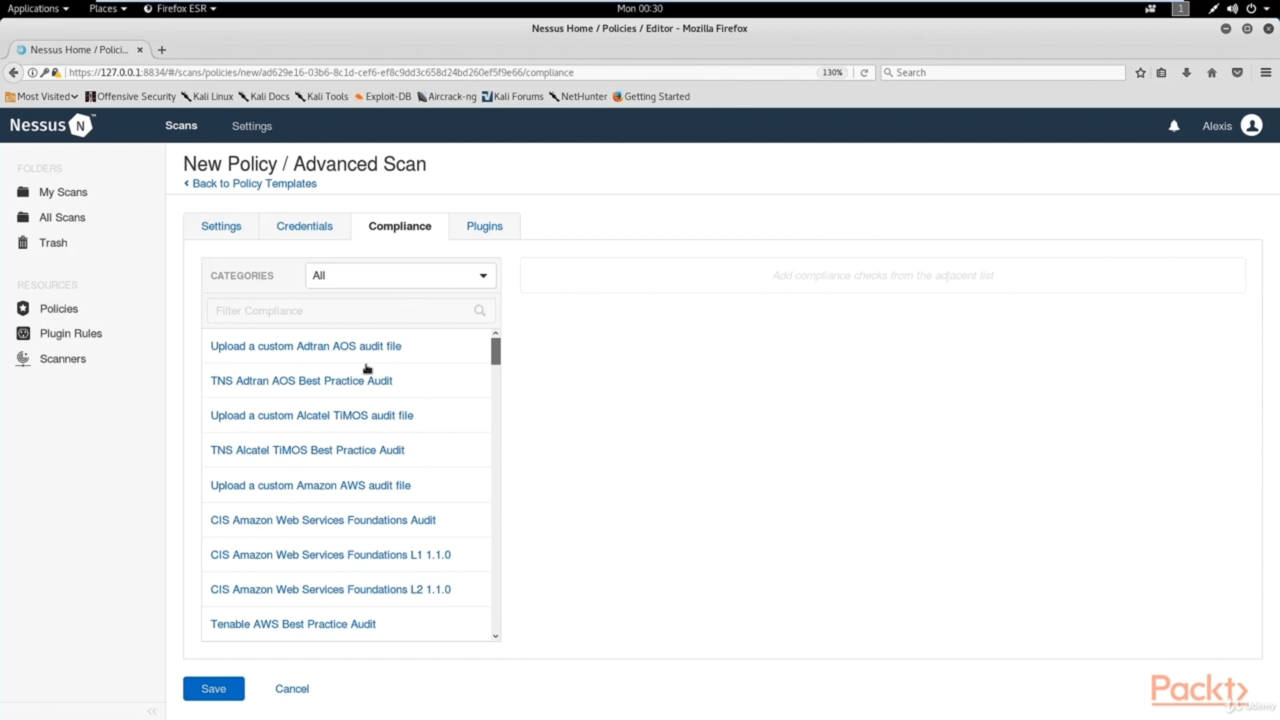 Applications Places Firefox ESR Mon 00:30 1
Nessus Home / Policies / Editor - Mozilla Firefox
Nessus Home / Polici...
https://127.0.0.1:8834/#/scans/policies/new/ad629e16-03b6-8c1d-cef6-ef8c9dd3c658d24bd260ef5f9e66/compliance 130% Search
Most Visited Offensive Security Kali Linux Kali Docs Kali Tools Exploit-DB Aircrack-ng Kali Forums NetHunter Getting Started
Nessus N Scans Settings Alexis
New Policy / Advanced Scan
Back to Policy Templates
FOLDERS
My Scans
All Scans
Trash
RESOURCES
Policies
Plugin Rules
Scanners
Settings Credentials Compliance Plugins
CATEGORIES All
Filter Compliance
Add compliance checks from the adjacent list
Upload a custom Adtran AOS audit file
TNS Adtran AOS Best Practice Audit
Upload a custom Alcatel TiMOS audit file
TNS Alcatel TiMOS Best Practice Audit
Upload a custom Amazon AWS audit file
CIS Amazon Web Services Foundations Audit
CIS Amazon Web Services Foundations L1 1.1.0
CIS Amazon Web Services Foundations L2 1.1.0
Tenable AWS Best Practice Audit
Save Cancel
Packt
Udemy